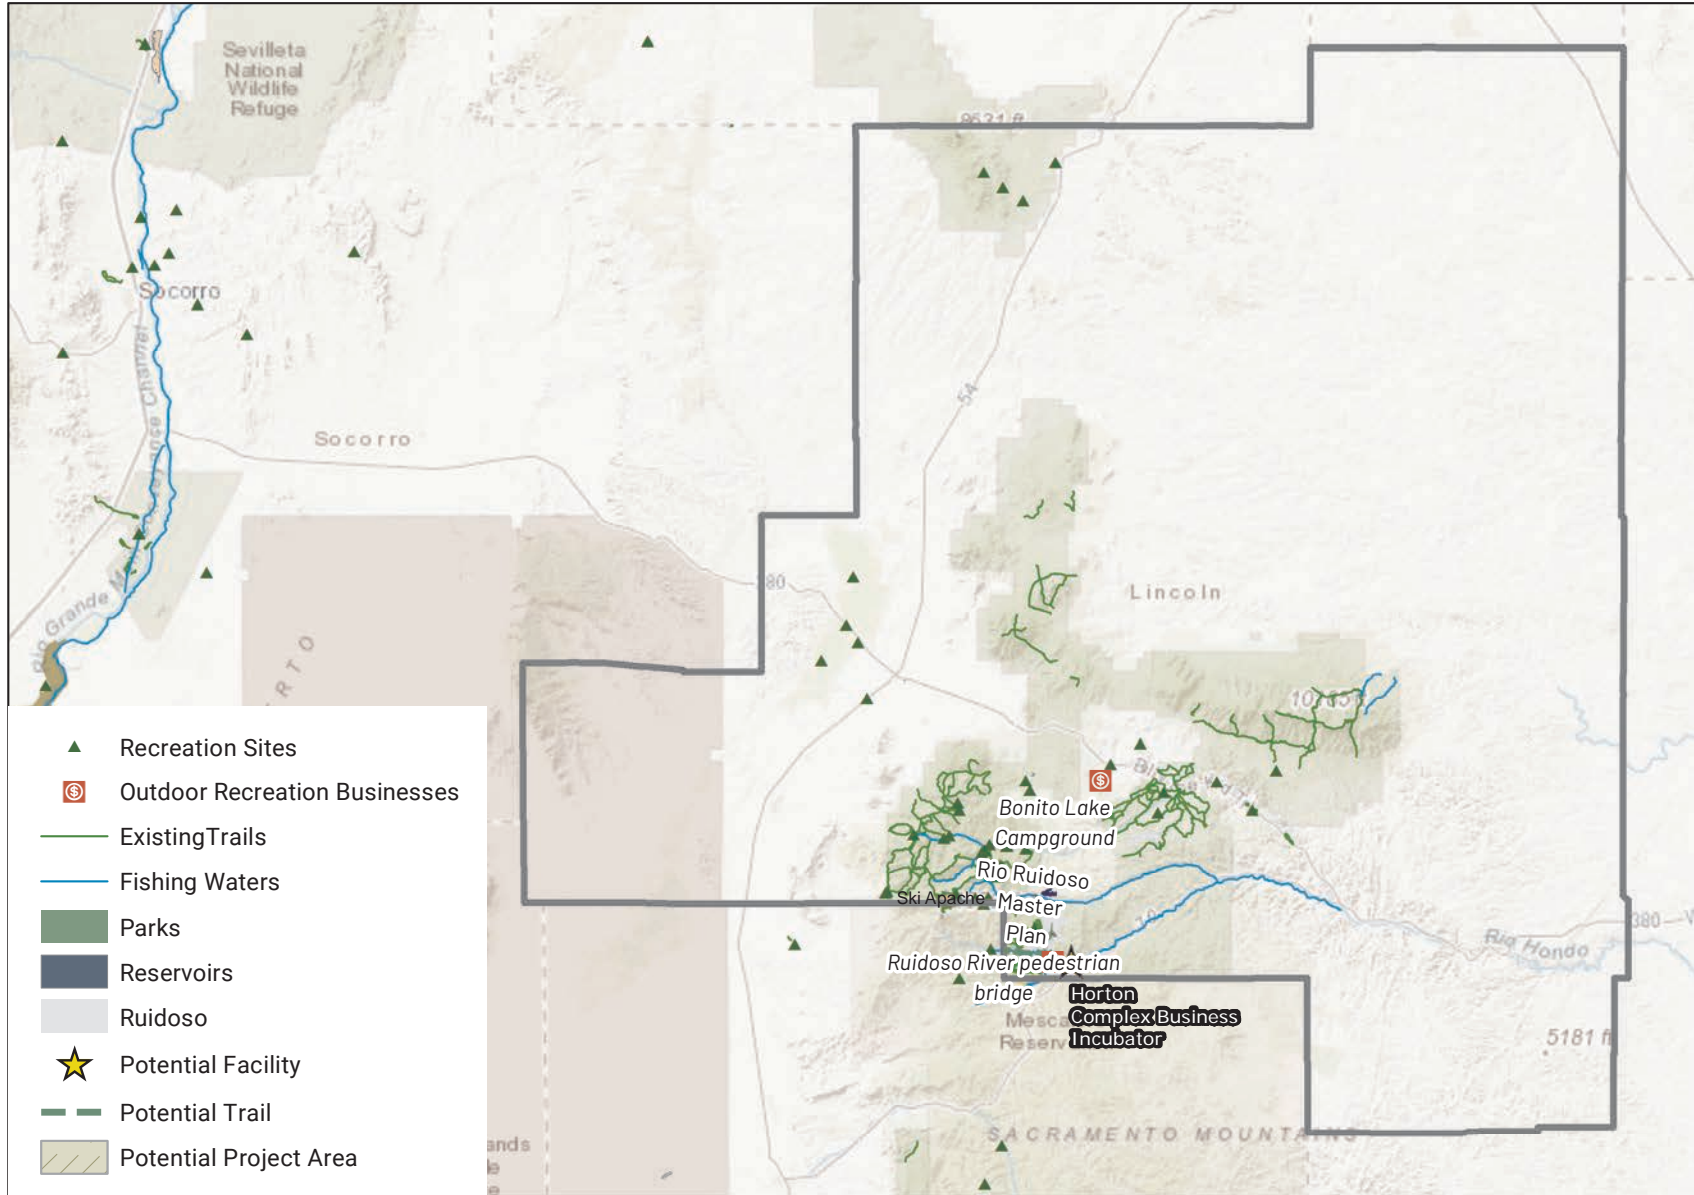 Sevilleta
National
Wildlife
Refuge
9631 ft
Socorro
Socorro
54
380
Lincoln
Bonito Lake
Campground
Rio Ruidoso
Ski Apache
Master
Plan
Ruidoso River pedestrian
bridge
Horton
Complex Business
Incubator
380
Rio Hondo
5181 ft
SACRAMENTO MOUNTAINS
Rio Grande
Channel
Recreation Sites
Outdoor Recreation Businesses
ExistingTrails
Fishing Waters
Parks
Reservoirs
Ruidoso
Potential Facility
Potential Trail
Potential Project Area